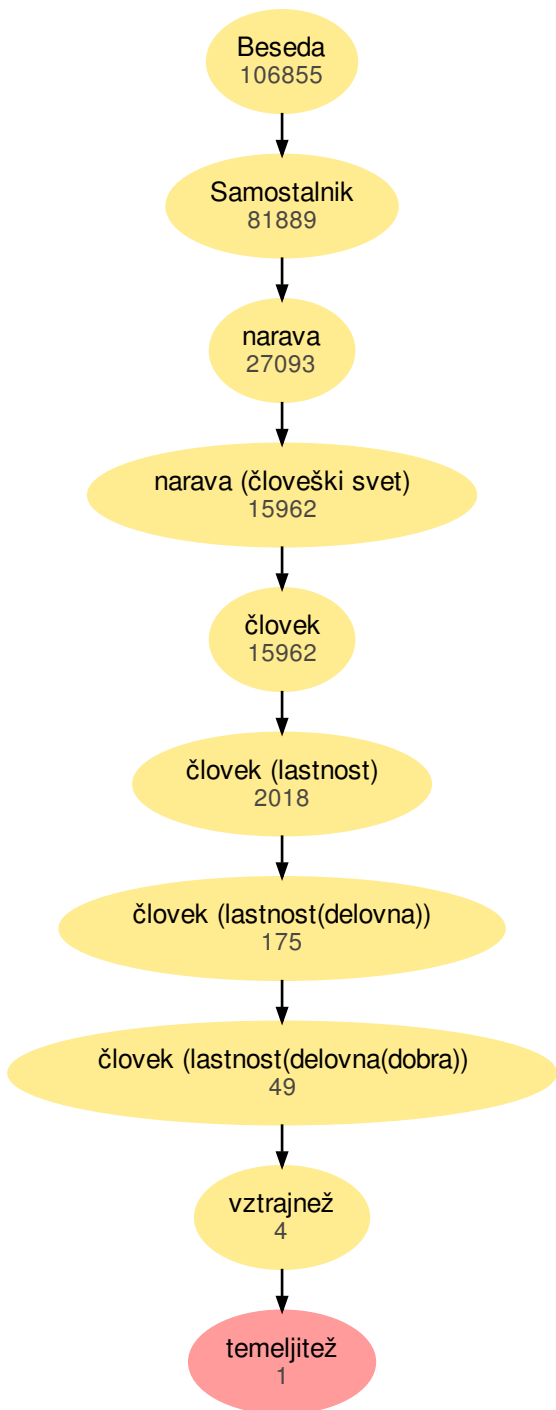 Beseda
106855
Samostalnik
81889
narava
27093
narava (človeški svet)
15962
človek
15962
človek (lastnost)
2018
človek (lastnost(delovna))
175
človek (lastnost(delovna(dobra))
49
vztrajnež
4
temeljitež
1